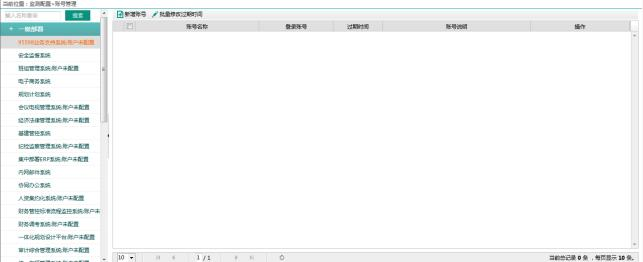 当前位置：监测配置>账号管理
输入名称查询 搜索
新增账号 批量修改过期时间
账号名称 登录账号 过期时间 账号说明 操作
+ 一般部署
95598业务支持系统;账户未配置
安全监督系统
班组管理系统;账户未配置
电子商务系统
规划计划系统
会议电视管理系统;账户未配置
经济法律管理系统;账户未配置
基建管控系统
纪检监察管理系统;账户未配置
集中部署ERP系统;账户未配置
内网邮件系统
协同办公系统
人资集约化系统;账户未配置
财务管控标准流程监控系统;账户未
财务调考系统;账户未配置
一体化规划设计平台;账户未配置
审计综合管理系统;账户未配置
10 1 / 1 当前总记录 0 条 ，每页显示 10 条。